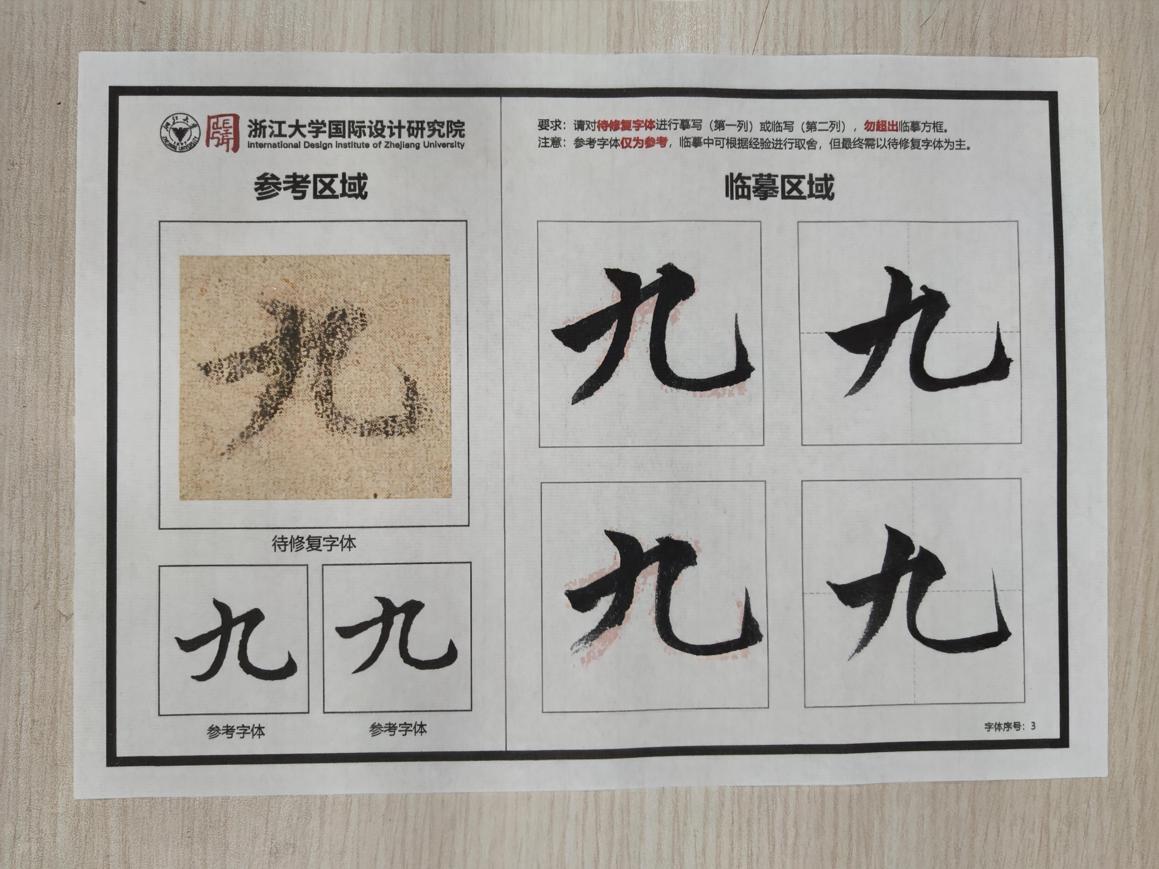 浙江大学国际设计研究院
International Design Institute of Zhejiang University
参考区域
九
待修复字体
九 九
参考字体 参考字体
要求：请对待修复字体进行摹写（第一列）或临写（第二列），勿超出临摹方框。
注意：参考字体仅为参考，临摹中可根据经验进行取舍，但最终需以待修复字体为主。
临摹区域
九 九
九 九
字体序号：3